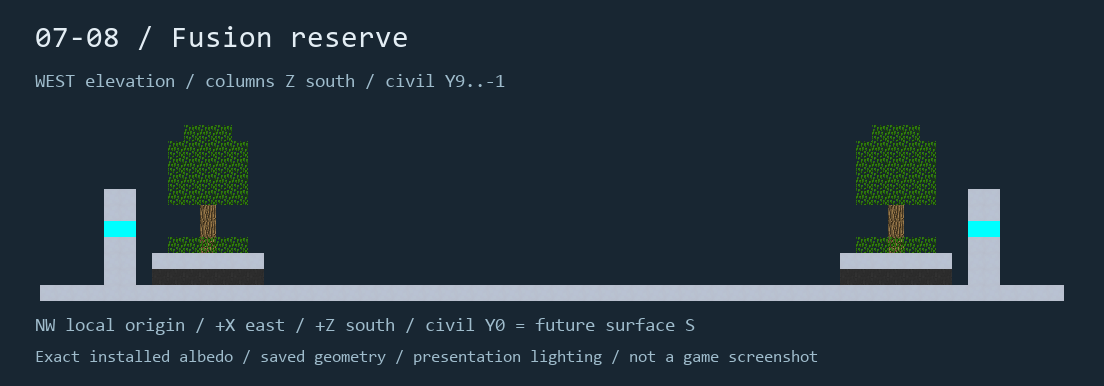 07-08 / Fusion reserve
WEST elevation / columns Z south / civil Y9..-1
NW local origin / +X east / +Z south / civil Y0 = future surface S
Exact installed albedo / saved geometry / presentation lighting / not a game screenshot